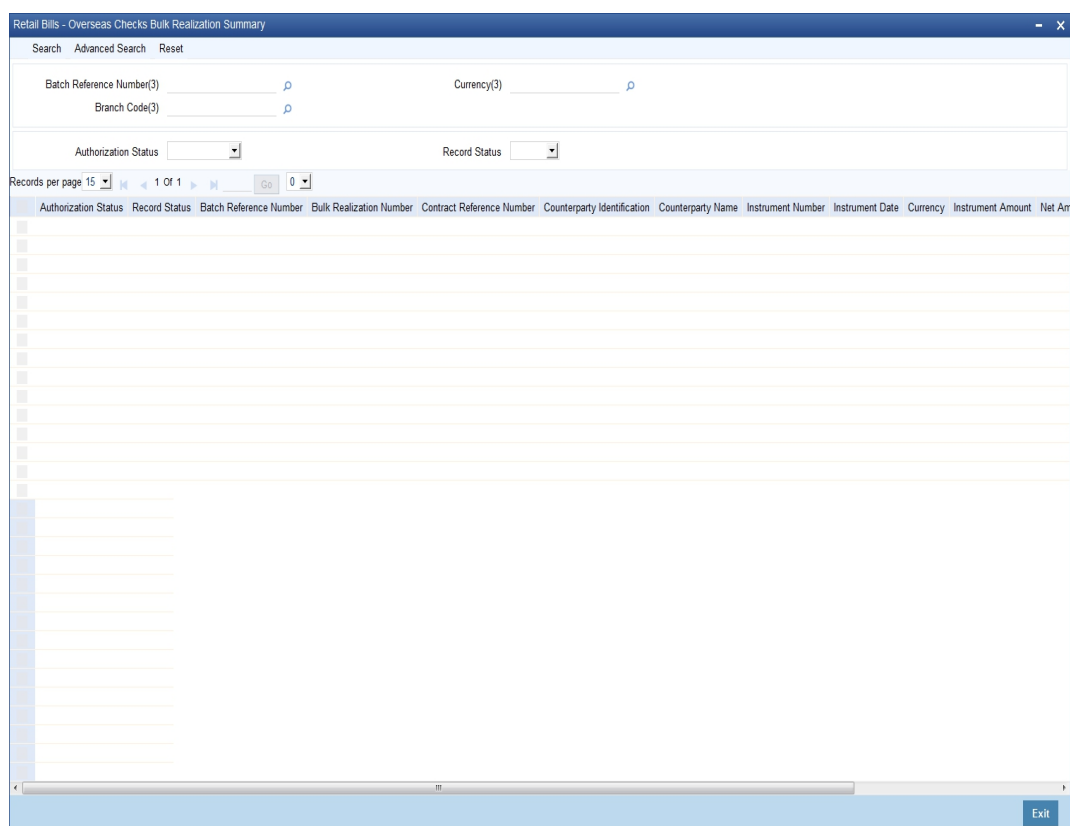 Retail Bills - Overseas Checks Bulk Realization Summary
Search Advanced Search Reset
Batch Reference Number(3) Currency(3)
Branch Code(3)
Authorization Status Record Status
Records per page 15 1 Of 1 Go 0
Authorization Status Record Status Batch Reference Number Bulk Realization Number Contract Reference Number Counterparty Identification Counterparty Name Instrument Number Instrument Date Currency Instrument Amount Net Am
Exit